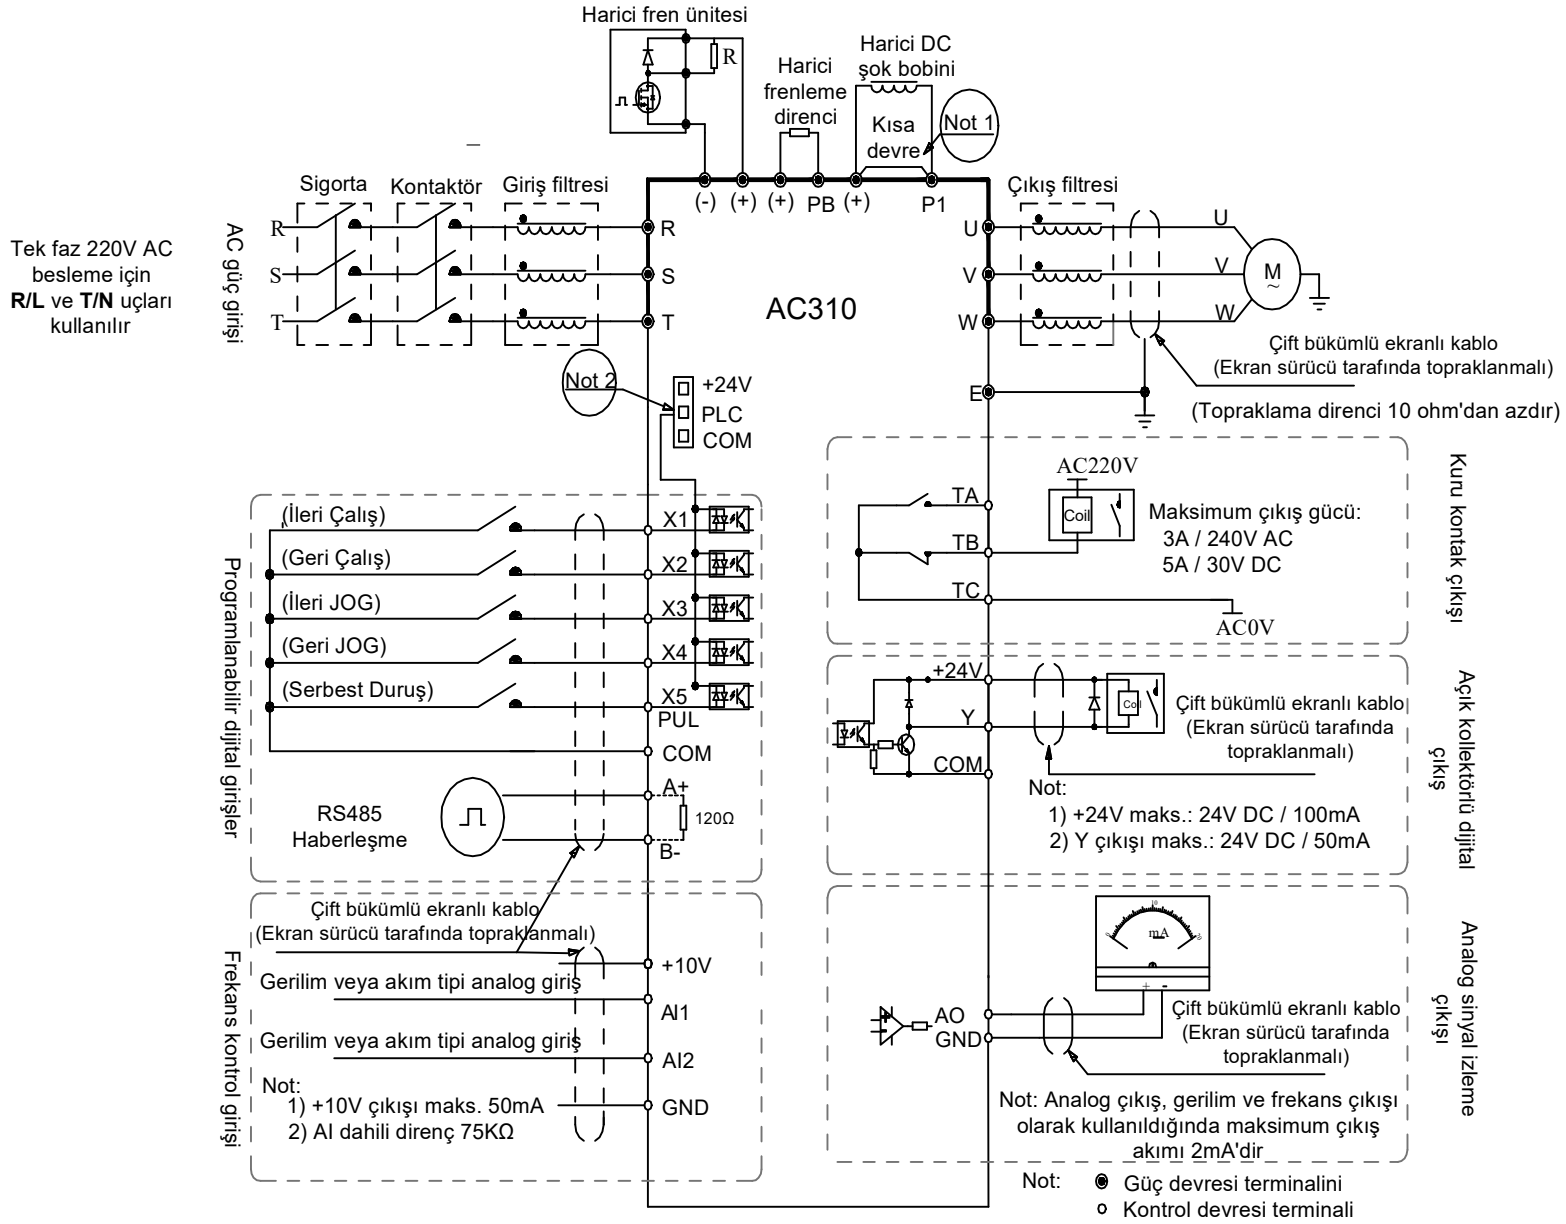 Harici fren ünitesi
R
Harici
frenleme
direnci
Harici DC
şok bobini
Kısa
devre
Not 1
Sigorta
Kontaktör
Giriş filtresi
(-)
(+)
(+)
PB
(+)
P1
Çıkış filtresi
Tek faz 220V AC
besleme için
R/L ve T/N uçları
kullanılır
AC güç girişi
R
S
T
R
S
T
AC310
U
V
W
U
V
W
M
~
Çift bükümlü ekranlı kablo
(Ekran sürücü tarafında topraklanmalı)
E
(Topraklama direnci 10 ohm'dan azdır)
Not 2
+24V
PLC
COM
Programlanabilir dijital girişler
(İleri Çalış)
X1
(Geri Çalış)
X2
(İleri JOG)
X3
(Geri JOG)
X4
(Serbest Duruş)
X5
PUL
COM
RS485
Haberleşme
A+
120Ω
B-
Çift bükümlü ekranlı kablo
(Ekran sürücü tarafında topraklanmalı)
Frekans kontrol girişi
+10V
Gerilim veya akım tipi analog giriş
AI1
Gerilim veya akım tipi analog giriş
AI2
Not:
1) +10V çıkışı maks. 50mA
2) AI dahili direnç 75KΩ
GND
Kuru kontak çıkışı
AC220V
TA
Coil
TB
TC
AC0V
Maksimum çıkış gücü:
3A / 240V AC
5A / 30V DC
Açık kollektörlü dijital
çıkış
+24V
Y
COM
Coil
Çift bükümlü ekranlı kablo
(Ekran sürücü tarafında
topraklanmalı)
Not:
1) +24V maks.: 24V DC / 100mA
2) Y çıkışı maks.: 24V DC / 50mA
Analog sinyal izleme
çıkışı
0
10
20
mA
+ -
AO
GND
Çift bükümlü ekranlı kablo
(Ekran sürücü tarafında
topraklanmalı)
Not: Analog çıkış, gerilim ve frekans çıkışı
olarak kullanıldığında maksimum çıkış
akımı 2mA'dir
Not:
Güç devresi terminalini
Kontrol devresi terminali